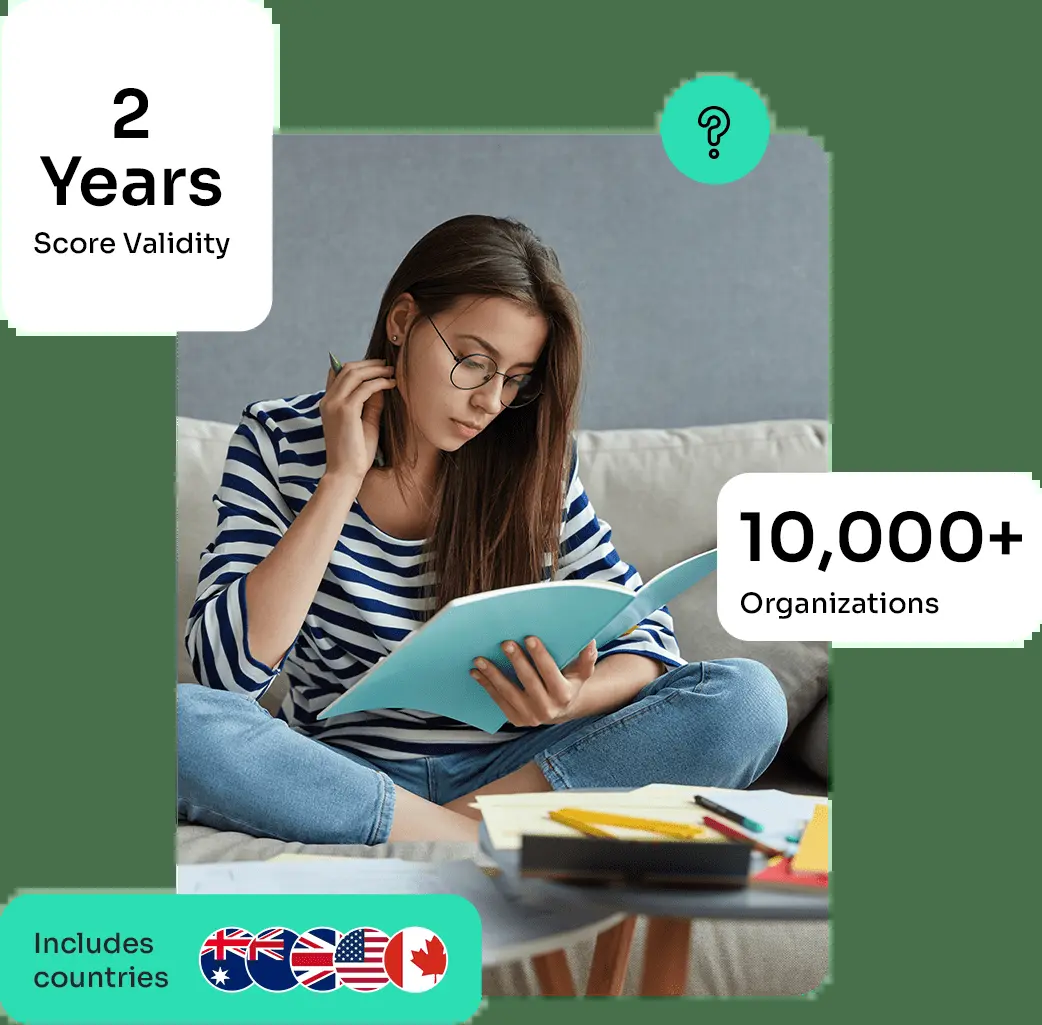 2
Years
Score Validity
10,000+
Organizations
Includes
countries